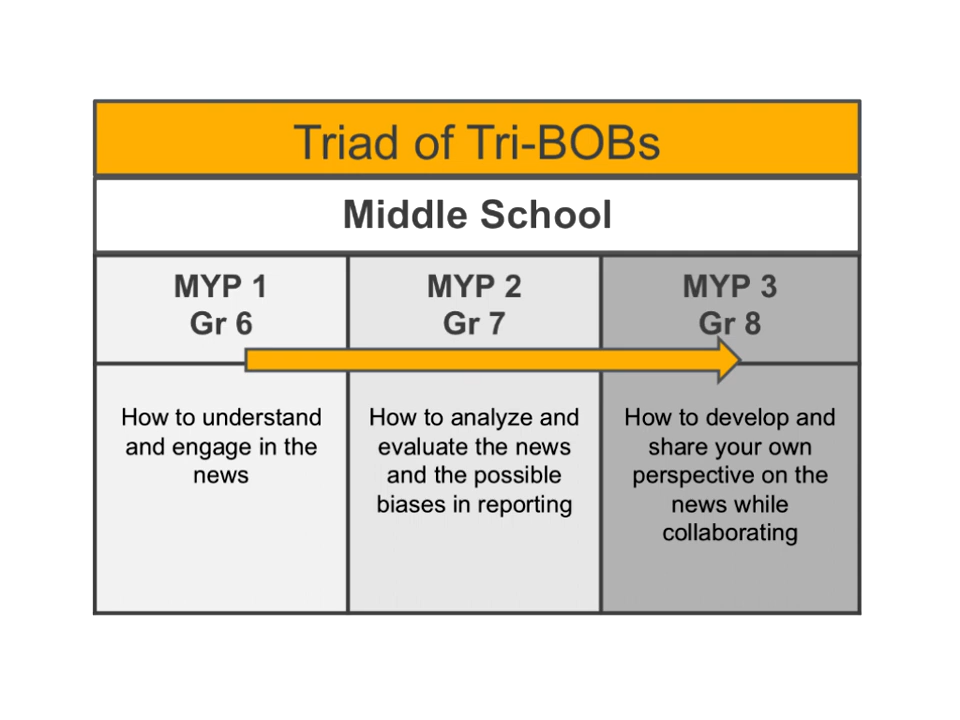 Triad of Tri-BOBs
Middle School
MYP 1
Gr 6
MYP 2
Gr 7
MYP 3
Gr 8
How to understand
and engage in the
news
How to analyze and
evaluate the news
and the possible
biases in reporting
How to develop and
share your own
perspective on the
news while
collaborating